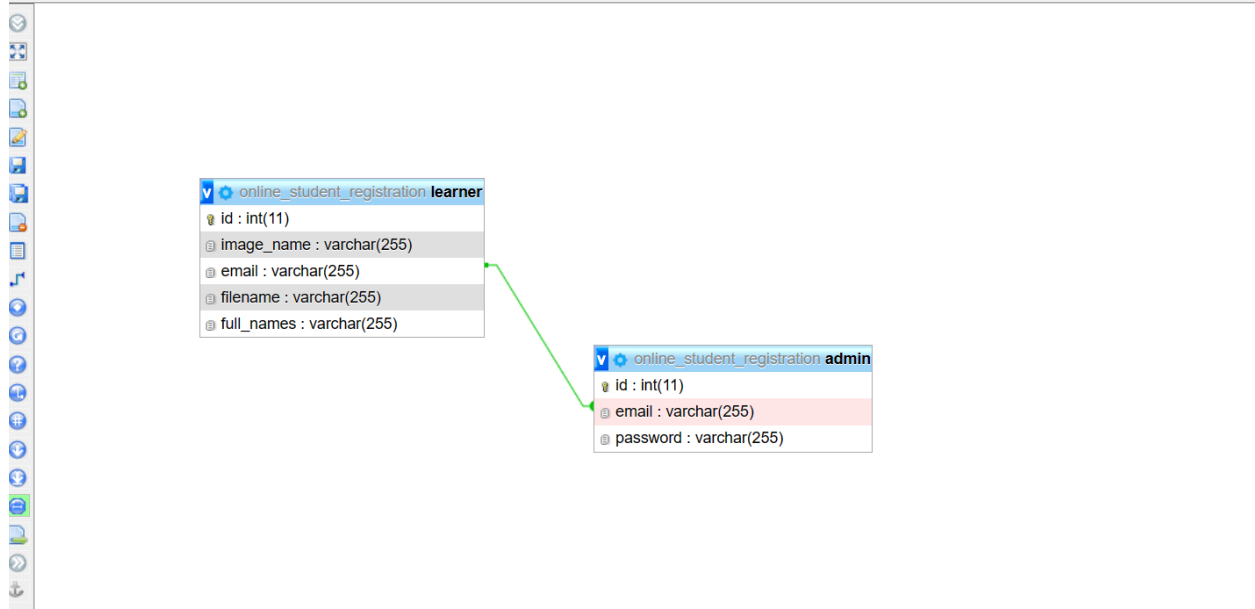 v online_student_registration learner
id : int(11)
image_name : varchar(255)
email : varchar(255)
filename : varchar(255)
full_names : varchar(255)
v online_student_registration admin
id : int(11)
email : varchar(255)
password : varchar(255)